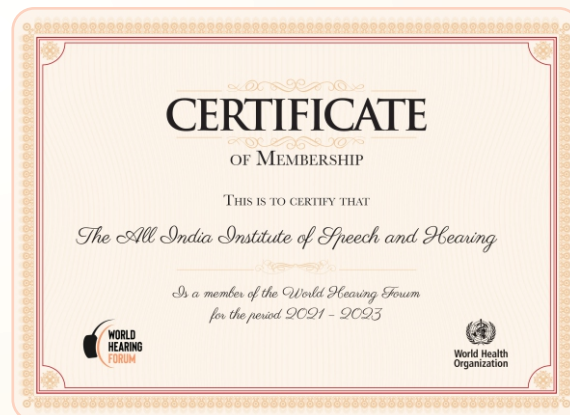 CERTIFICATE
OF MEMBERSHIP
THIS IS TO CERTIFY THAT
The All India Institute of Speech and Hearing
Is a member of the World Hearing Forum
for the period 2021 – 2023
WORLD
HEARING
FORUM
World Health
Organization